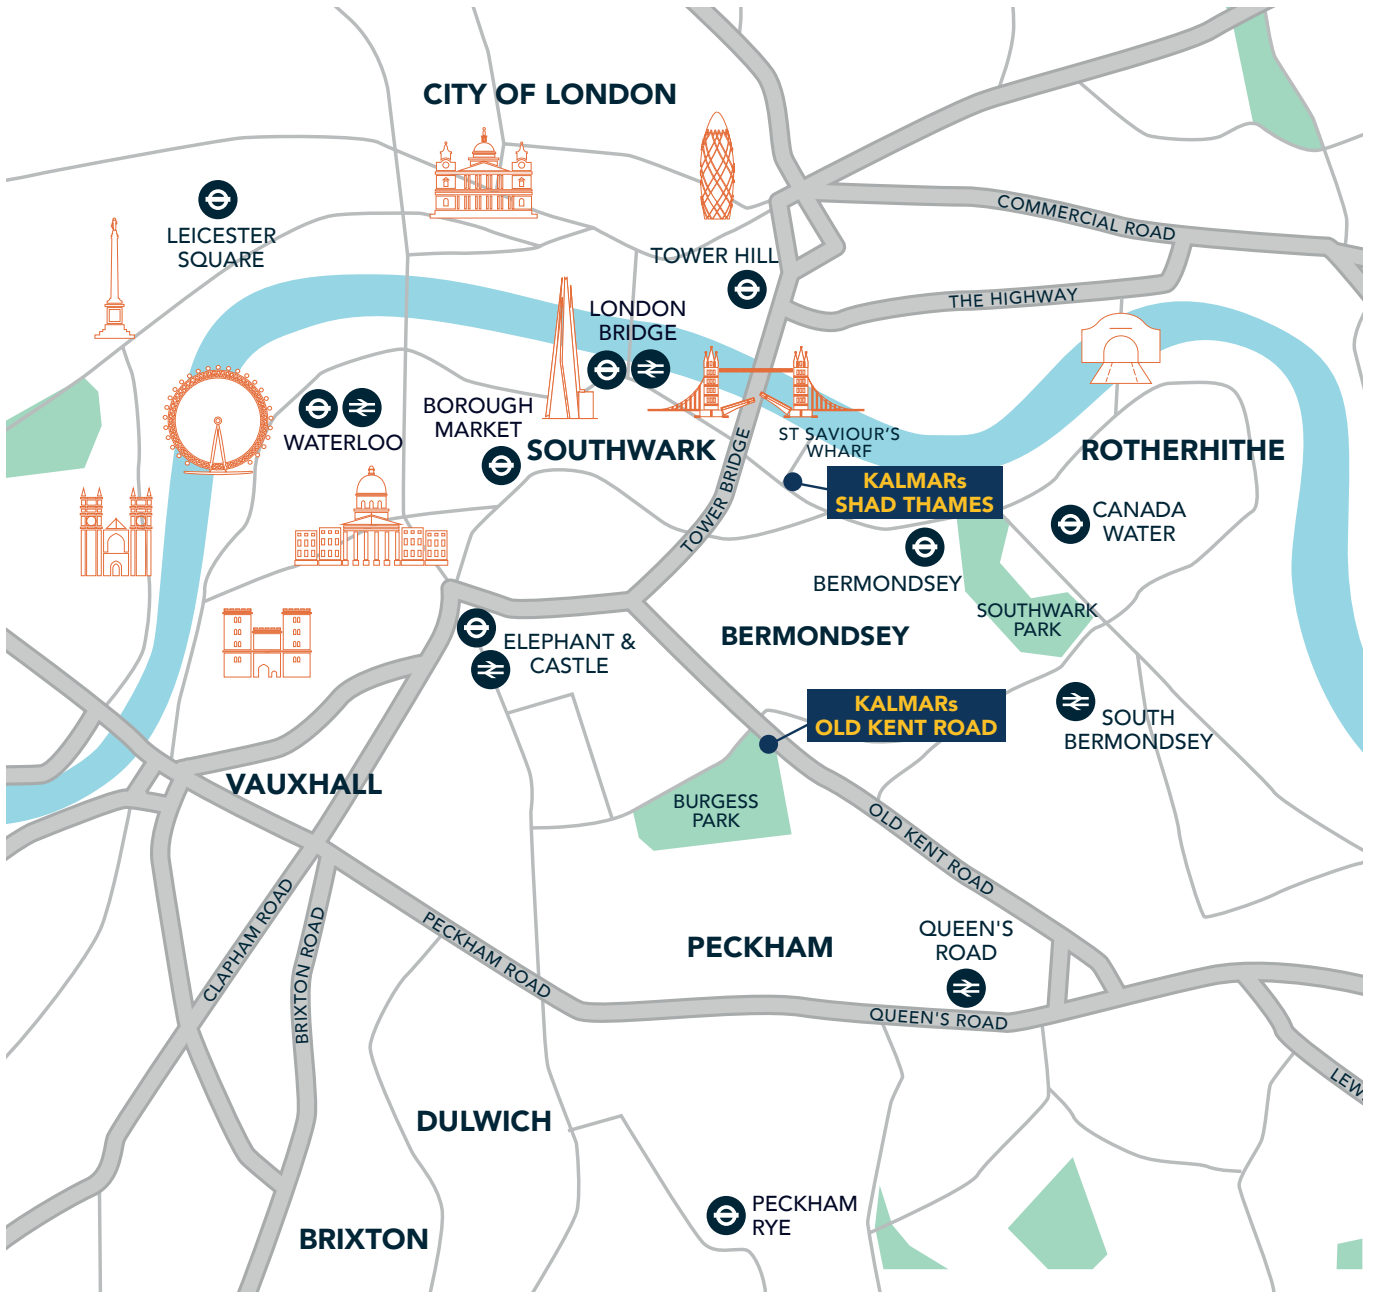 CITY OF LONDON
LEICESTER
SQUARE
TOWER HILL
COMMERCIAL ROAD
THE HIGHWAY
LONDON
BRIDGE
BOROUGH
MARKET
WATERLOO
SOUTHWARK
ST SAVIOUR'S
WHARF
ROTHERHITHE
TOWER BRIDGE
KALMARs
SHAD THAMES
CANADA
WATER
BERMONDSEY
SOUTHWARK
PARK
BERMONDSEY
ELEPHANT &
CASTLE
KALMARs
OLD KENT ROAD
SOUTH
BERMONDSEY
VAUXHALL
BURGESS
PARK
OLD KENT ROAD
CLAPHAM ROAD
BRIXTON ROAD
PECKHAM ROAD
PECKHAM
QUEEN'S
ROAD
QUEEN'S ROAD
LEW
DULWICH
PECKHAM
RYE
BRIXTON